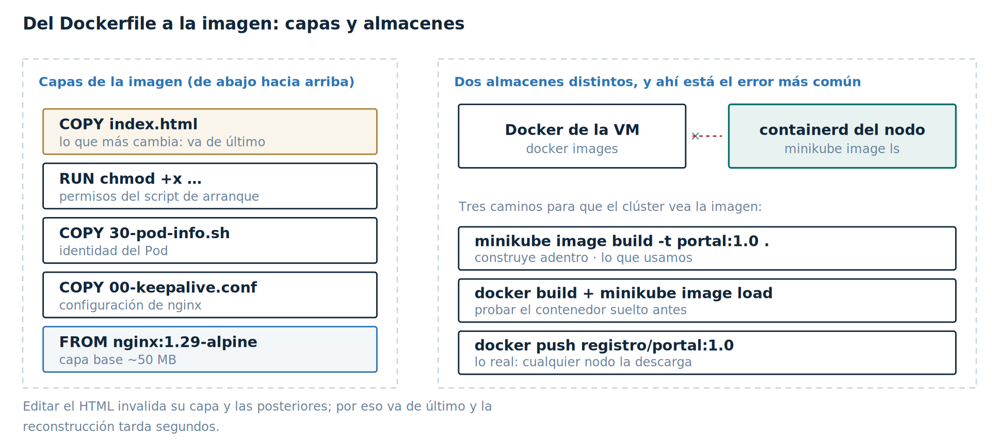 Del Dockerfile a la imagen: capas y almacenes
Capas de la imagen (de abajo hacia arriba)
COPY index.html
lo que más cambia: va de último
RUN chmod +x …
permisos del script de arranque
COPY 30-pod-info.sh
identidad del Pod
COPY 00-keepalive.conf
configuración de nginx
FROM nginx:1.29-alpine
capa base ~50 MB
Dos almacenes distintos, y ahí está el error más común
Docker de la VM
docker images
×
containerd del nodo
minikube image ls
Tres caminos para que el clúster vea la imagen:
minikube image build -t portal:1.0 .
construye adentro · lo que usamos
docker build + minikube image load
probar el contenedor suelto antes
docker push registro/portal:1.0
lo real: cualquier nodo la descarga
Editar el HTML invalida su capa y las posteriores; por eso va de último y la
reconstrucción tarda segundos.